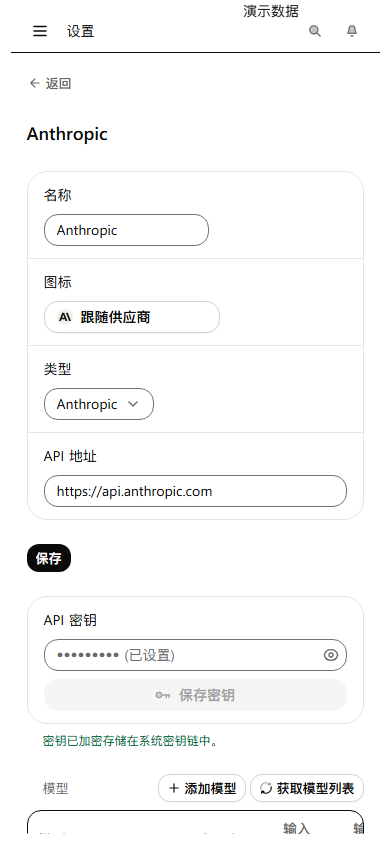 演示数据
设置
返回
Anthropic
名称
Anthropic
图标
跟随供应商
类型
Anthropic
API 地址
https://api.anthropic.com
保存
API 密钥
••••••••• (已设置)
保存密钥
密钥已加密存储在系统密钥链中。
模型
添加模型
获取模型列表
输入